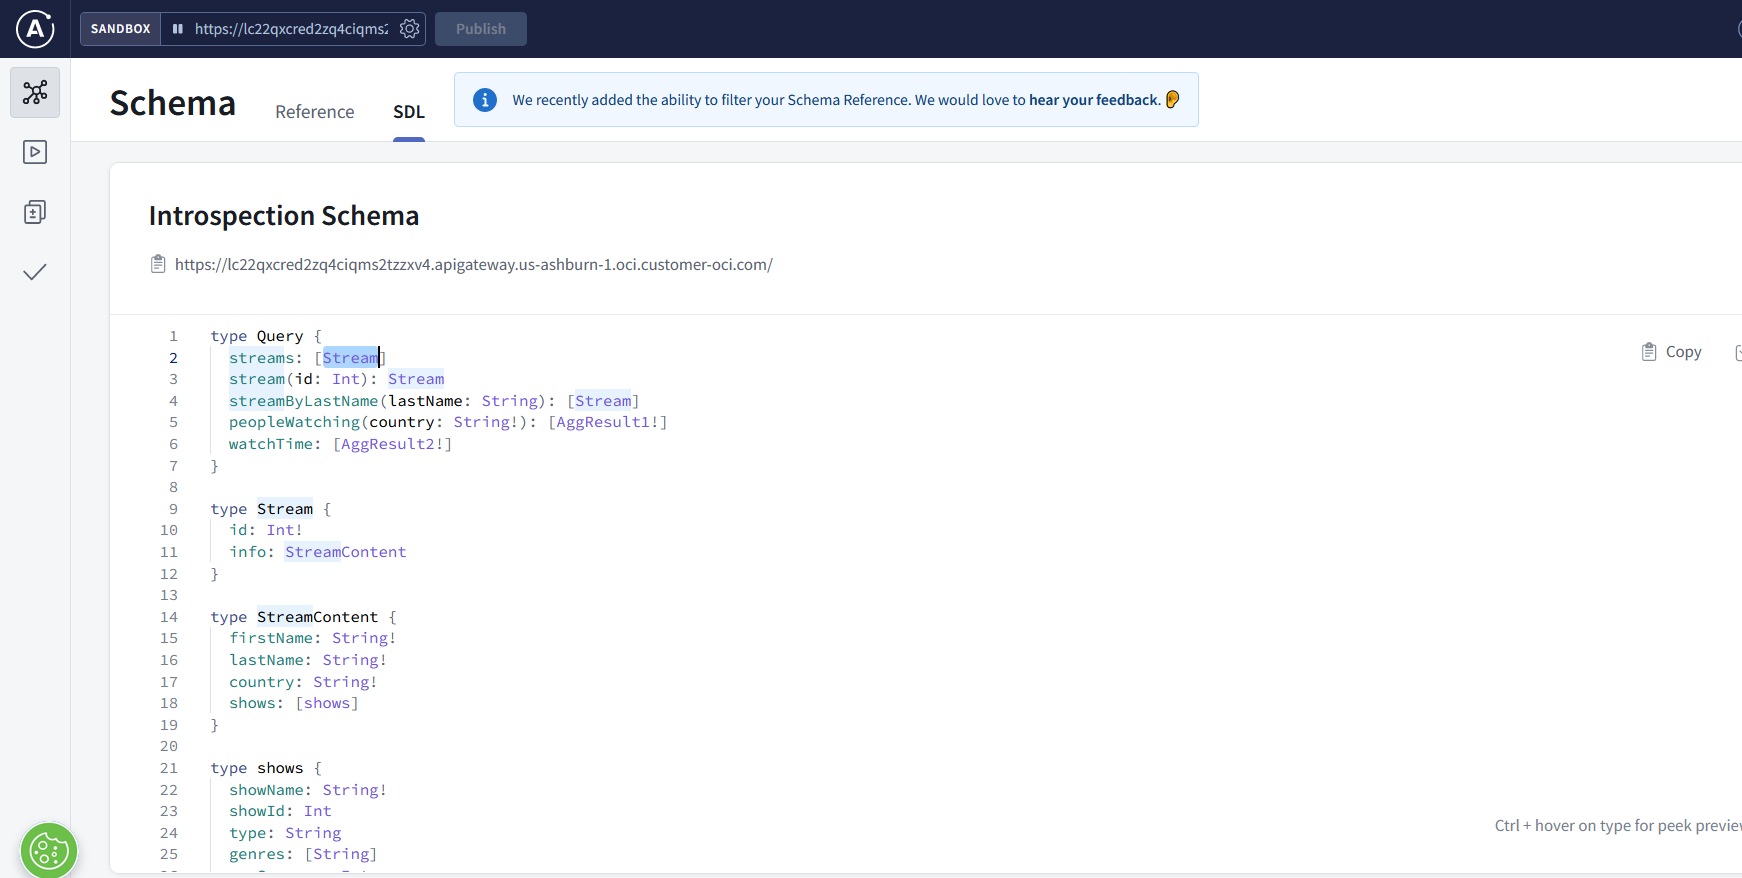 SANDBOX https://lc22qxcred2zq4ciqms2 Publish
Schema Reference SDL
We recently added the ability to filter your Schema Reference. We would love to hear your feedback.
Introspection Schema
https://lc22qxcred2zq4ciqms2tzzxv4.apigateway.us-ashburn-1.oci.customer-oci.com/
Copy
1 type Query {
2 streams: [Stream]
3 stream(id: Int): Stream
4 streamByLastName(lastName: String): [Stream]
5 peopleWatching(country: String!): [AggResult1!]
6 watchTime: [AggResult2!]
7 }
8
9 type Stream {
10 id: Int!
11 info: StreamContent
12 }
13
14 type StreamContent {
15 firstName: String!
16 lastName: String!
17 country: String!
18 shows: [shows]
19 }
20
21 type shows {
22 showName: String!
23 showId: Int
24 type: String
25 genres: [String]
Ctrl + hover on type for peek preview